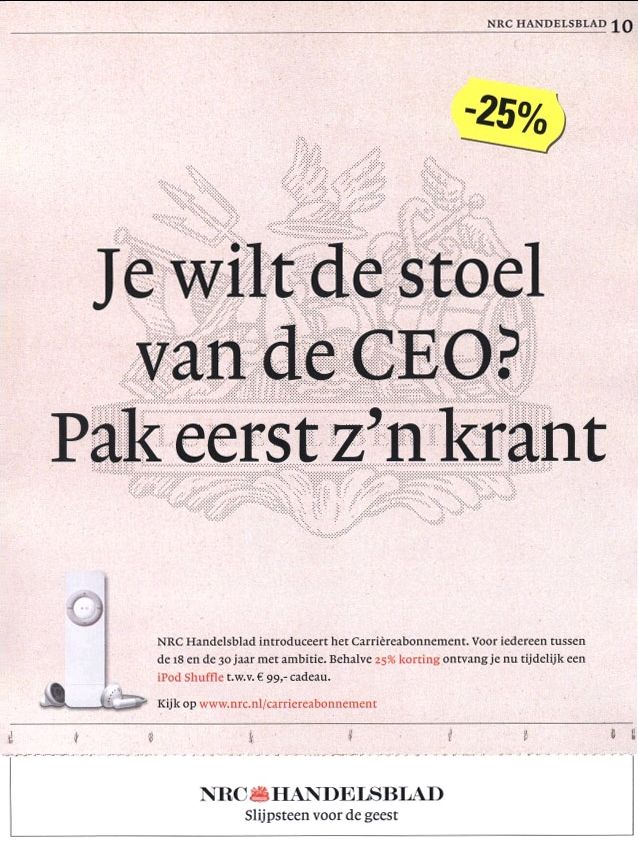 NRC HANDELSBLAD 10
-25%
Je wilt de stoel
van de CEO?
Pak eerst z’n krant
NRC Handelsblad introduceert het Carrièreabonnement. Voor iedereen tussen
de 18 en de 30 jaar met ambitie. Behalve 25% korting ontvang je nu tijdelijk een
iPod Shuffle t.w.v. € 99,- cadeau.
Kijk op www.nrc.nl/carriereabonnement
NRC HANDELSBLAD
Slijpsteen voor de geest